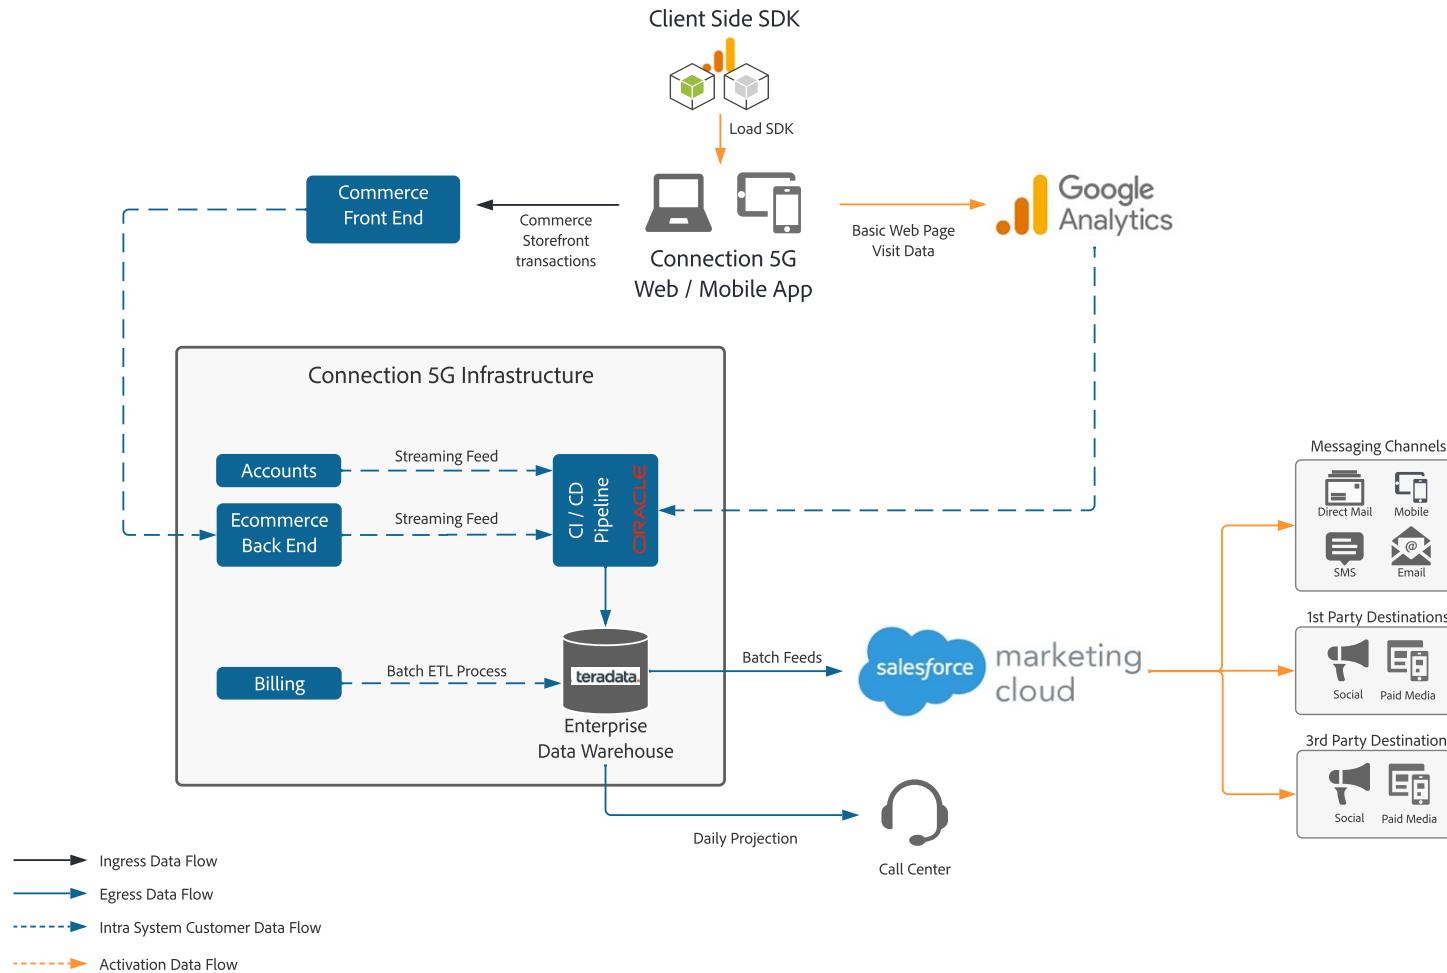 Client Side SDK
Load SDK
Commerce
Front End
Commerce
Storefront
transactions
Connection 5G
Web / Mobile App
Basic Web Page
Visit Data
Google
Analytics
Connection 5G Infrastructure
Accounts
Streaming Feed
Ecommerce
Back End
Streaming Feed
CI / CD
Pipeline
ORACLE
Billing
Batch ETL Process
teradata.
Enterprise
Data Warehouse
Batch Feeds
salesforce
marketing
cloud
Daily Projection
Call Center
Messaging Channels
Direct Mail
Mobile
SMS
@
Email
1st Party Destinations
Social
Paid Media
3rd Party Destination
Social
Paid Media
Ingress Data Flow
Egress Data Flow
Intra System Customer Data Flow
Activation Data Flow